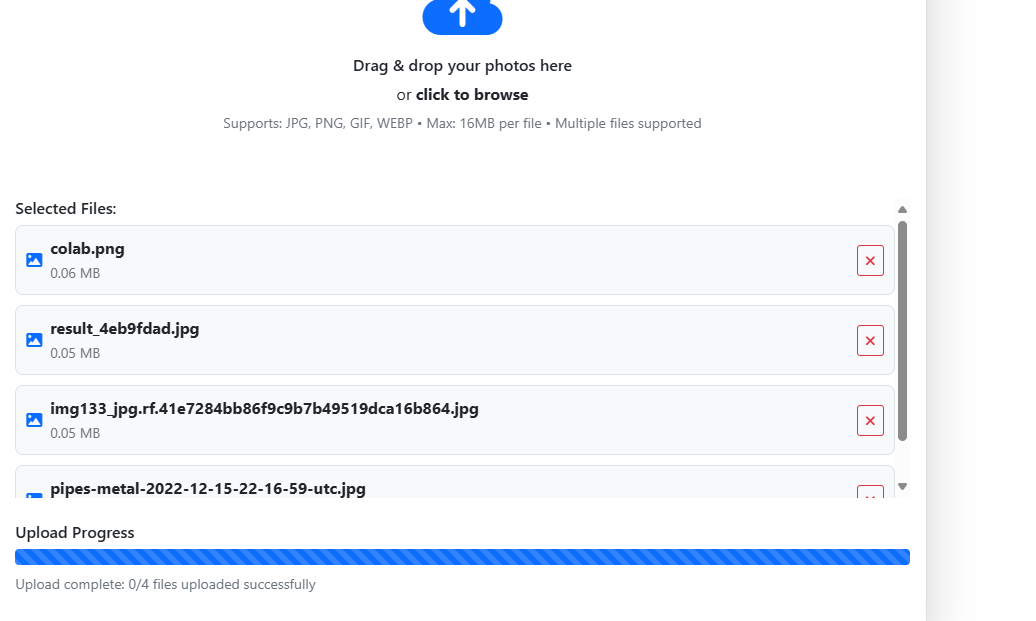 Drag & drop your photos here
or click to browse
Supports: JPG, PNG, GIF, WEBP • Max: 16MB per file • Multiple files supported
Selected Files:
colab.png
0.06 MB
result_4eb9fdad.jpg
0.05 MB
img133_jpg.rf.41e7284bb86f9c9b7b49519dca16b864.jpg
0.05 MB
pipes-metal-2022-12-15-22-16-59-utc.jpg
Upload Progress
Upload complete: 0/4 files uploaded successfully